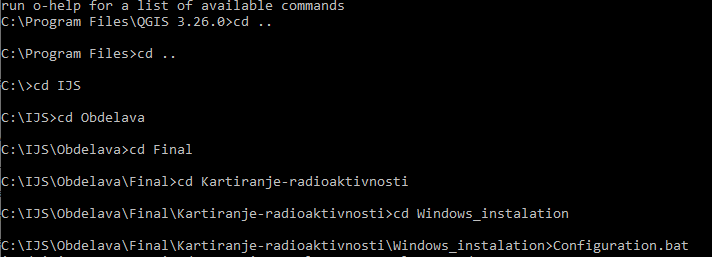 run o-help for a list of available commands
C:\Program Files\QGIS 3.26.0>cd ..
C:\Program Files>cd ..
C:\>cd IJS
C:\IJS>cd Obdelava
C:\IJS\Obdelava>cd Final
C:\IJS\Obdelava\Final>cd Kartiranje-radioaktivnosti
C:\IJS\Obdelava\Final\Kartiranje-radioaktivnosti>cd Windows_instalation
C:\IJS\Obdelava\Final\Kartiranje-radioaktivnosti\Windows_instalation>Configuration.bat